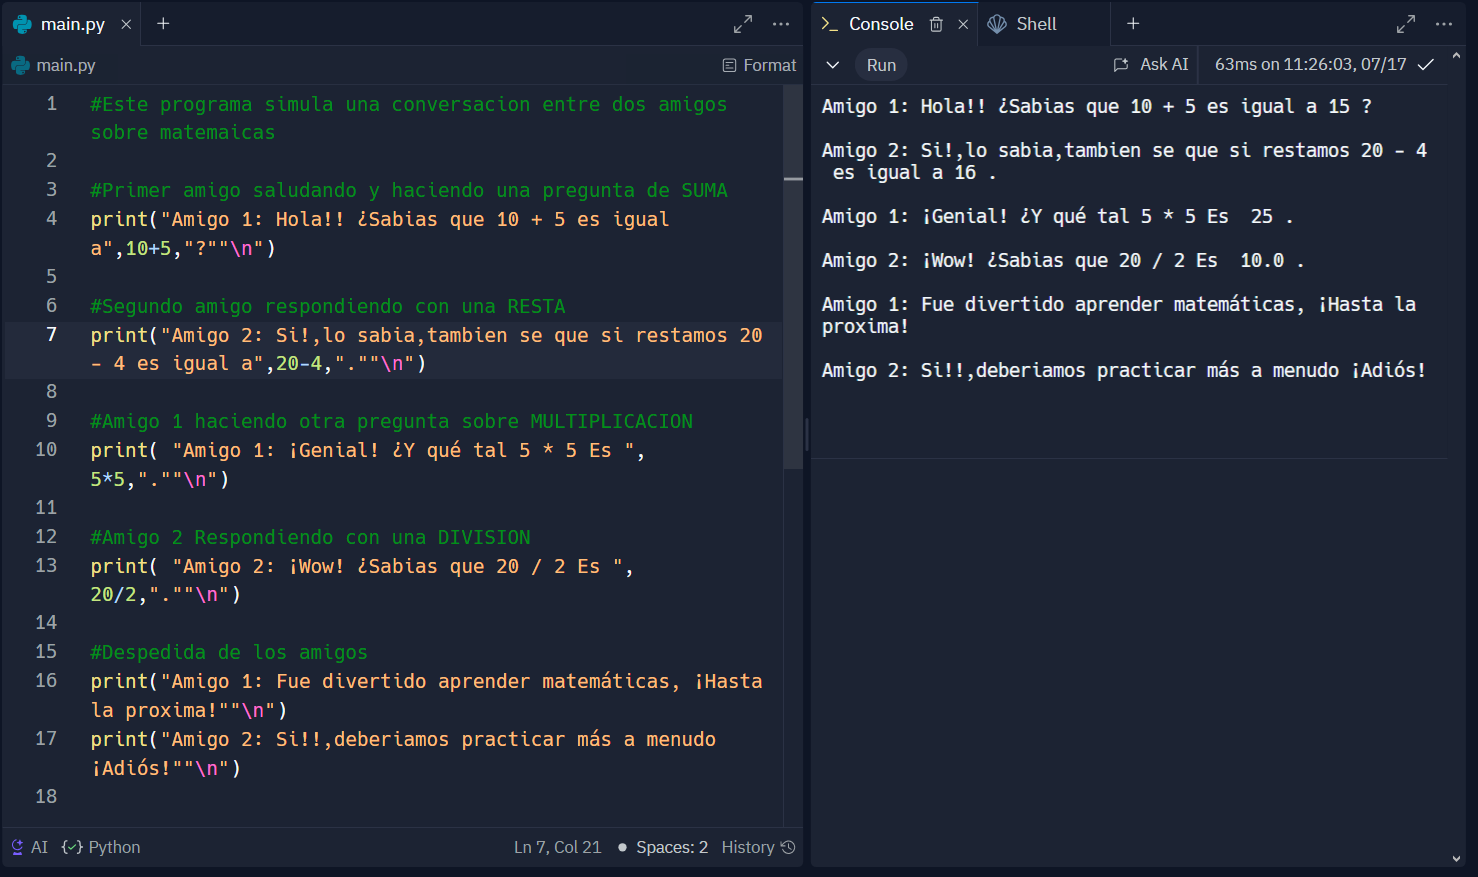 main.py
main.py
Format
1 #Este programa simula una conversacion entre dos amigos
sobre matemaicas
2
3 #Primer amigo saludando y haciendo una pregunta de SUMA
4 print("Amigo 1: Hola!! ¿Sabias que 10 + 5 es igual
a",10+5,"?""\n")
5
6 #Segundo amigo respondiendo con una RESTA
7 print("Amigo 2: Si!,lo sabia,tambien se que si restamos 20
- 4 es igual a",20-4,".""\n")
8
9 #Amigo 1 haciendo otra pregunta sobre MULTIPLICACION
10 print( "Amigo 1: ¡Genial! ¿Y qué tal 5 * 5 Es ",
5*5,".""\n")
11
12 #Amigo 2 Respondiendo con una DIVISION
13 print( "Amigo 2: ¡Wow! ¿Sabias que 20 / 2 Es ",
20/2,".""\n")
14
15 #Despedida de los amigos
16 print("Amigo 1: Fue divertido aprender matemáticas, ¡Hasta
la proxima!""\n")
17 print("Amigo 2: Si!!,deberiamos practicar más a menudo
¡Adiós!""\n")
18
AI {} Python Ln 7, Col 21 Spaces: 2 History
Console Shell
Run Ask AI 63ms on 11:26:03, 07/17
Amigo 1: Hola!! ¿Sabias que 10 + 5 es igual a 15 ?
Amigo 2: Si!,lo sabia,tambien se que si restamos 20 - 4
es igual a 16 .
Amigo 1: ¡Genial! ¿Y qué tal 5 * 5 Es  25 .
Amigo 2: ¡Wow! ¿Sabias que 20 / 2 Es  10.0 .
Amigo 1: Fue divertido aprender matemáticas, ¡Hasta la
proxima!
Amigo 2: Si!!,deberiamos practicar más a menudo ¡Adiós!